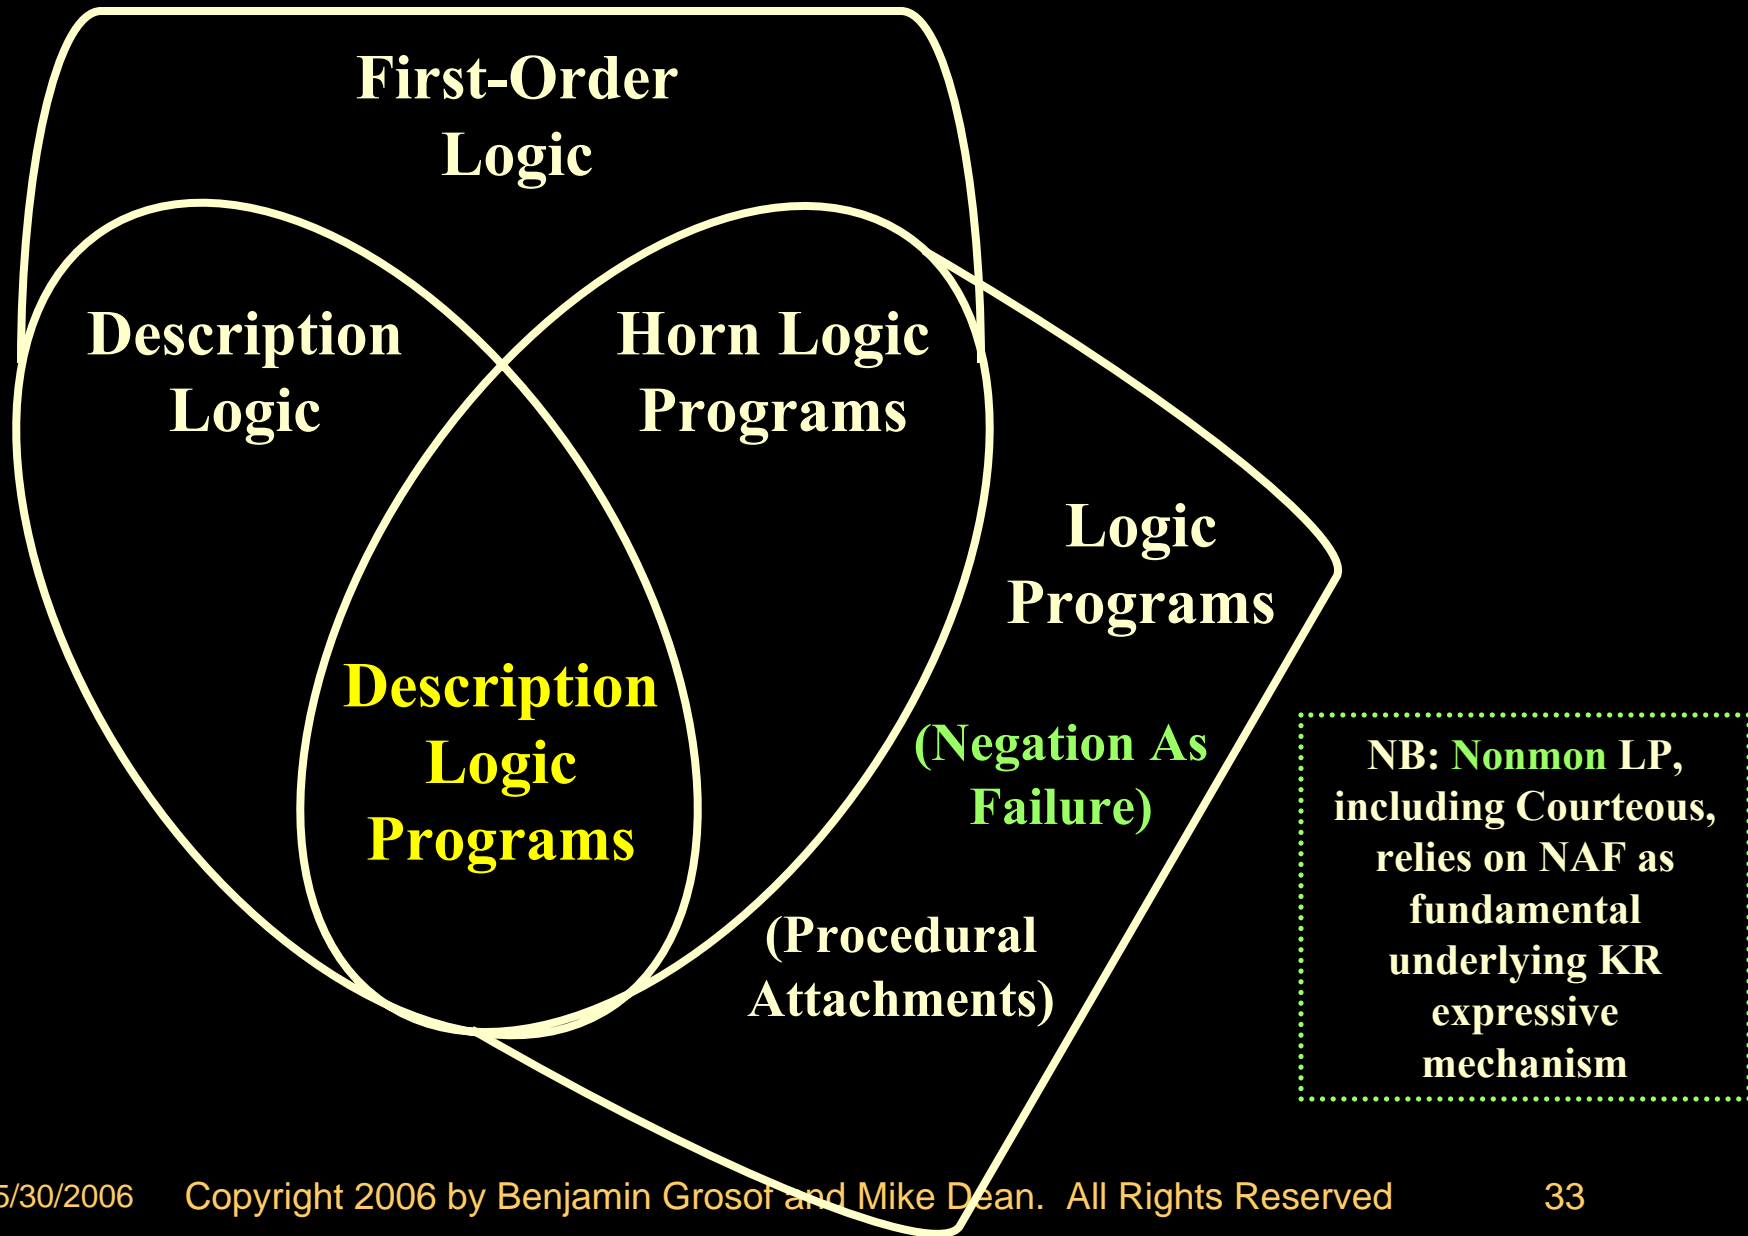 First-Order
Logic
Description
Logic
Horn Logic
Programs
Logic
Programs
Description
Logic
Programs
(Negation As
Failure)
(Procedural
Attachments)
NB: Nonmon LP,
including Courteous,
relies on NAF as
fundamental
underlying KR
expressive
mechanism
5/30/2006 Copyright 2006 by Benjamin Grosof and Mike Dean. All Rights Reserved 33